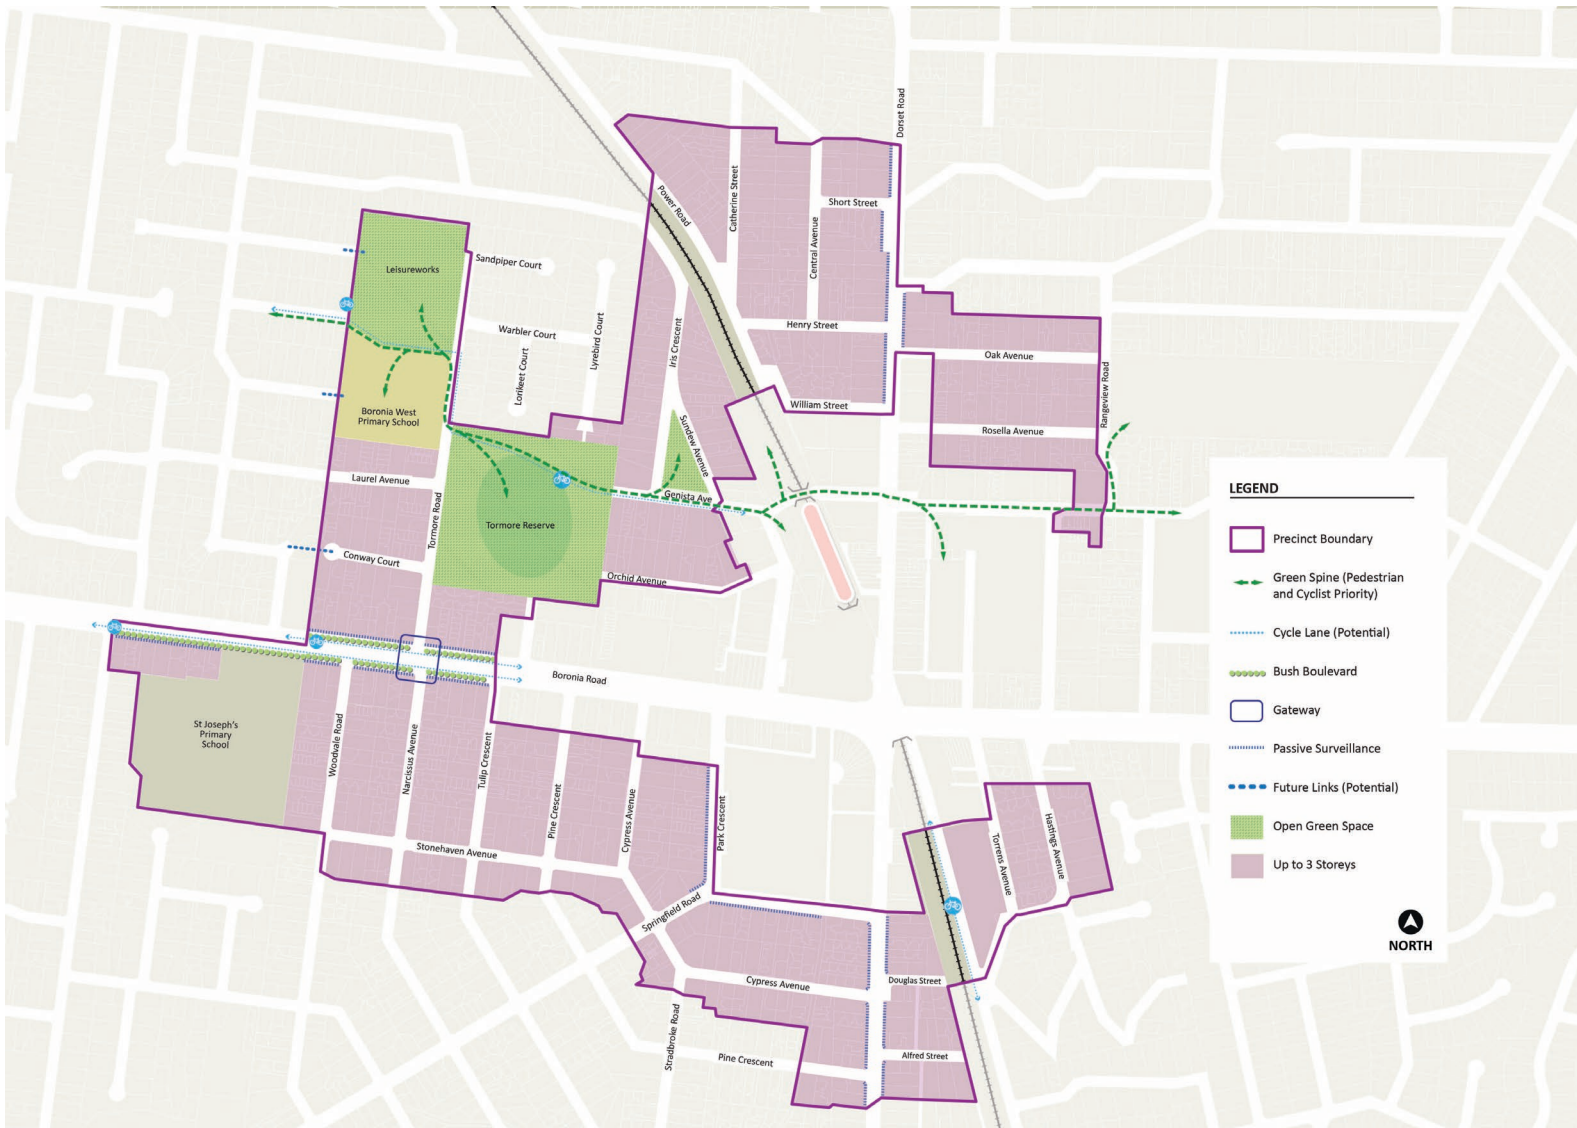 Dorset Road
Power Road
Catherine Street
Central Avenue
Short Street
Leisureworks
Sandpiper Court
Warbler Court
Lorikeet Court
Lyrebird Court
Iris Crescent
Henry Street
Oak Avenue
Rangeview Road
Boronia West
Primary School
William Street
Rosella Avenue
Sundew Avenue
Laurel Avenue
Genista Ave
Tormore Road
Tormore Reserve
Conway Court
Orchid Avenue
Boronia Road
St Joseph's
Primary
School
Woodvale Road
Narcissus Avenue
Tulip Crescent
Pine Crescent
Cypress Avenue
Park Crescent
Stonehaven Avenue
Springfield Road
Torrens Avenue
Hastings Avenue
Cypress Avenue
Douglas Street
Stradbroke Road
Pine Crescent
Alfred Street
LEGEND
Precinct Boundary
Green Spine (Pedestrian
and Cyclist Priority)
Cycle Lane (Potential)
Bush Boulevard
Gateway
Passive Surveillance
Future Links (Potential)
Open Green Space
Up to 3 Storeys
NORTH